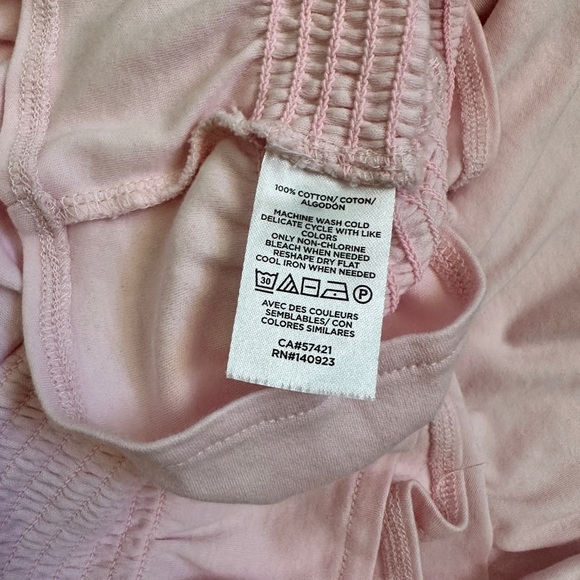 100% COTTON/ COTON/
ALGODÓN
MACHINE WASH COLD
DELICATE CYCLE WITH LIKE
COLORS
ONLY NON-CHLORINE
BLEACH WHEN NEEDED
RESHAPE DRY FLAT
COOL IRON WHEN NEEDED
30 P
AVEC DES COULEURS
SEMBLABLES/ CON
COLORES SIMILARES
CA#57421
RN#140923